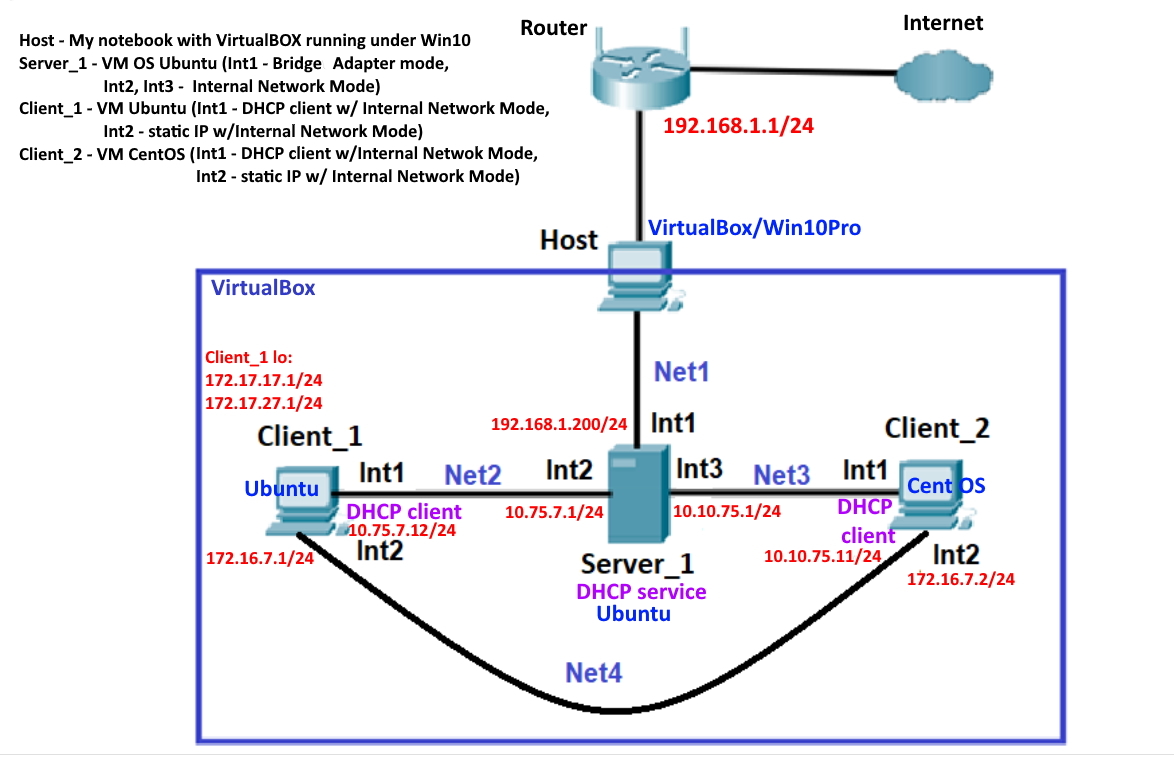 Host - My notebook with VirtualBOX running under Win10
Server_1 - VM OS Ubuntu (Int1 - Bridge Adapter mode,
Int2, Int3 - Internal Network Mode)
Client_1 - VM Ubuntu (Int1 - DHCP client w/ Internal Network Mode,
Int2 - static IP w/Internal Network Mode)
Client_2 - VM CentOS (Int1 - DHCP client w/Internal Netwok Mode,
Int2 - static IP w/ Internal Network Mode)
Router
Internet
192.168.1.1/24
Host
VirtualBox/Win10Pro
VirtualBox
Client_1 lo:
172.17.17.1/24
172.17.27.1/24
Net1
192.168.1.200/24
Int1
Client_1
Client_2
Ubuntu
Int1
Net2
Int2
Int3
Net3
Int1
Cent OS
DHCP client
10.75.7.12/24
10.75.7.1/24
10.10.75.1/24
DHCP
client
172.16.7.1/24
Int2
Server_1
10.10.75.11/24
Int2
172.16.7.2/24
DHCP service
Ubuntu
Net4